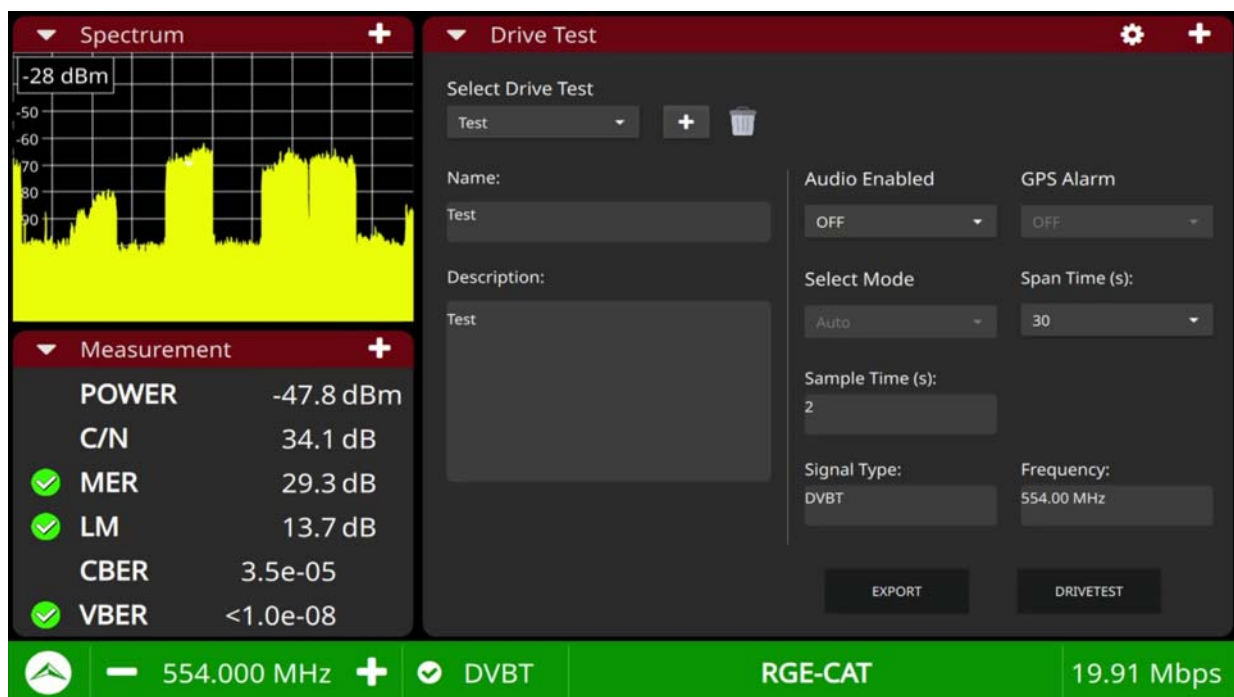 Spectrum
-28 dBm
-50
-60
70
80
90
Measurement
POWER -47.8 dBm
C/N 34.1 dB
MER 29.3 dB
LM 13.7 dB
CBER 3.5e-05
VBER <1.0e-08
Drive Test
Select Drive Test
Test
Name:
Test
Description:
Test
Audio Enabled GPS Alarm
OFF OFF
Select Mode Span Time (s):
Auto 30
Sample Time (s):
2
Signal Type: Frequency:
DVBT 554.00 MHz
EXPORT DRIVETEST
554.000 MHz DVBT RGE-CAT 19.91 Mbps